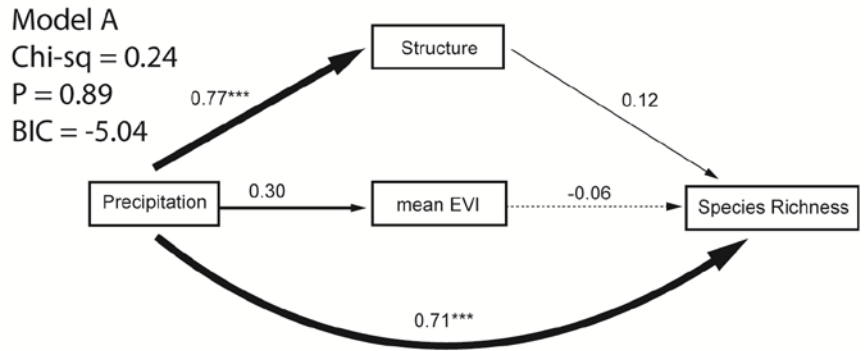 Model A
Chi-sq = 0.24
P = 0.89
BIC = -5.04
Structure
0.77***
0.12
Precipitation
0.30
mean EVI
-0.06
Species Richness
0.71***